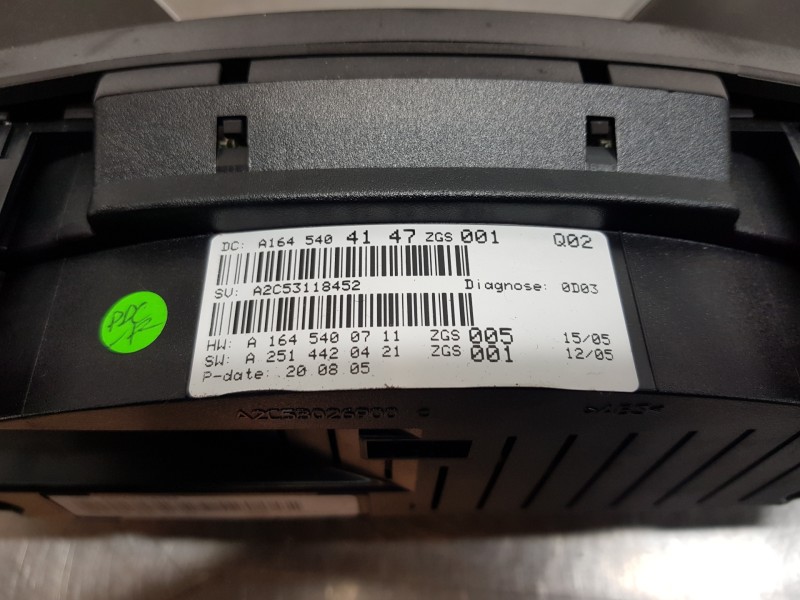 DC: A164 540 41 47 ZGS 001 Q02
SV: A2C53118452 Diagnose: 0D03
HW: A 164 540 07 11 ZGS 005 15/05
SW: A 251 442 04 21 ZGS 001 12/05
P-date: 20.08.05
PDC